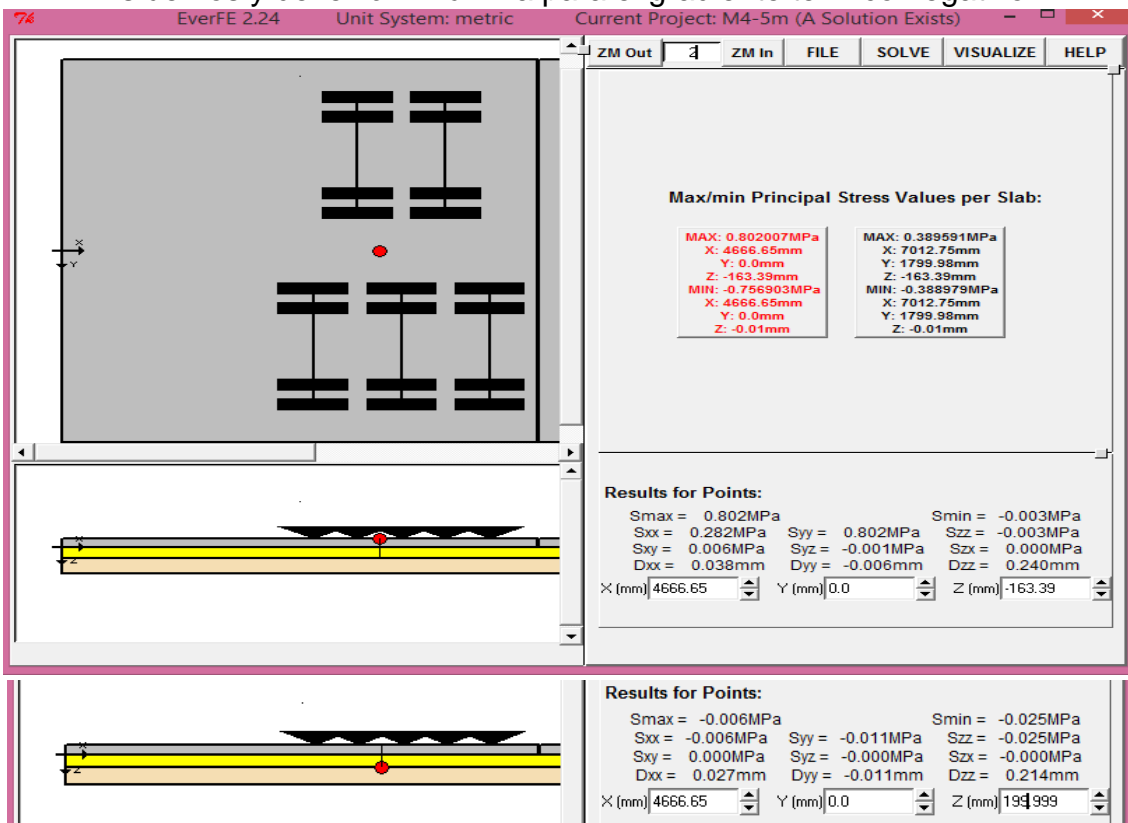 EverFE 2.24 Unit System: metric Current Project: M4-5m (A Solution Exists)
ZM Out 2 ZM In FILE SOLVE VISUALIZE HELP
X
Y
Max/min Principal Stress Values per Slab:
MAX: 0.802007MPa
X: 4666.65mm
Y: 0.0mm
Z: -163.39mm
MIN: -0.756903MPa
X: 4666.65mm
Y: 0.0mm
Z: -0.01mm
MAX: 0.389591MPa
X: 7012.75mm
Y: 1799.98mm
Z: -163.39mm
MIN: -0.388979MPa
X: 7012.75mm
Y: 1799.98mm
Z: -0.01mm
X
Z
Results for Points:
Smax = 0.802MPa Smin = -0.003MPa
Sxx = 0.282MPa Syy = 0.802MPa Szz = -0.003MPa
Sxy = 0.006MPa Syz = -0.001MPa Szx = 0.000MPa
Dxx = 0.038mm Dyy = -0.006mm Dzz = 0.240mm
X (mm) 4666.65 Y (mm) 0.0 Z (mm) -163.39
X
Z
Results for Points:
Smax = -0.006MPa Smin = -0.025MPa
Sxx = -0.006MPa Syy = -0.011MPa Szz = -0.025MPa
Sxy = 0.000MPa Syz = -0.000MPa Szx = -0.000MPa
Dxx = 0.027mm Dyy = -0.011mm Dzz = 0.214mm
X (mm) 4666.65 Y (mm) 0.0 Z (mm) 199.999